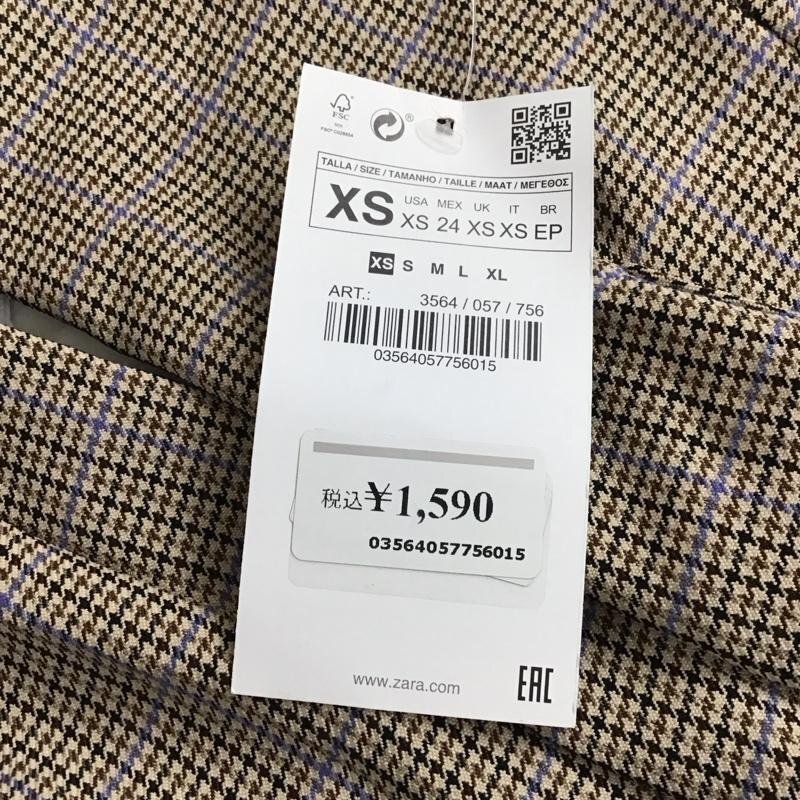 FSC
TALLA / SIZE / TAMANHO / TAILLE / MAAT / ΜΕΓΕΘΟΣ
XS
USA MEX UK IT BR
XS 24 XS XS EP
XS S M L XL
ART.: 3564 / 057 / 756
03564057756015
税込¥1,590
03564057756015
www.zara.com
EAC